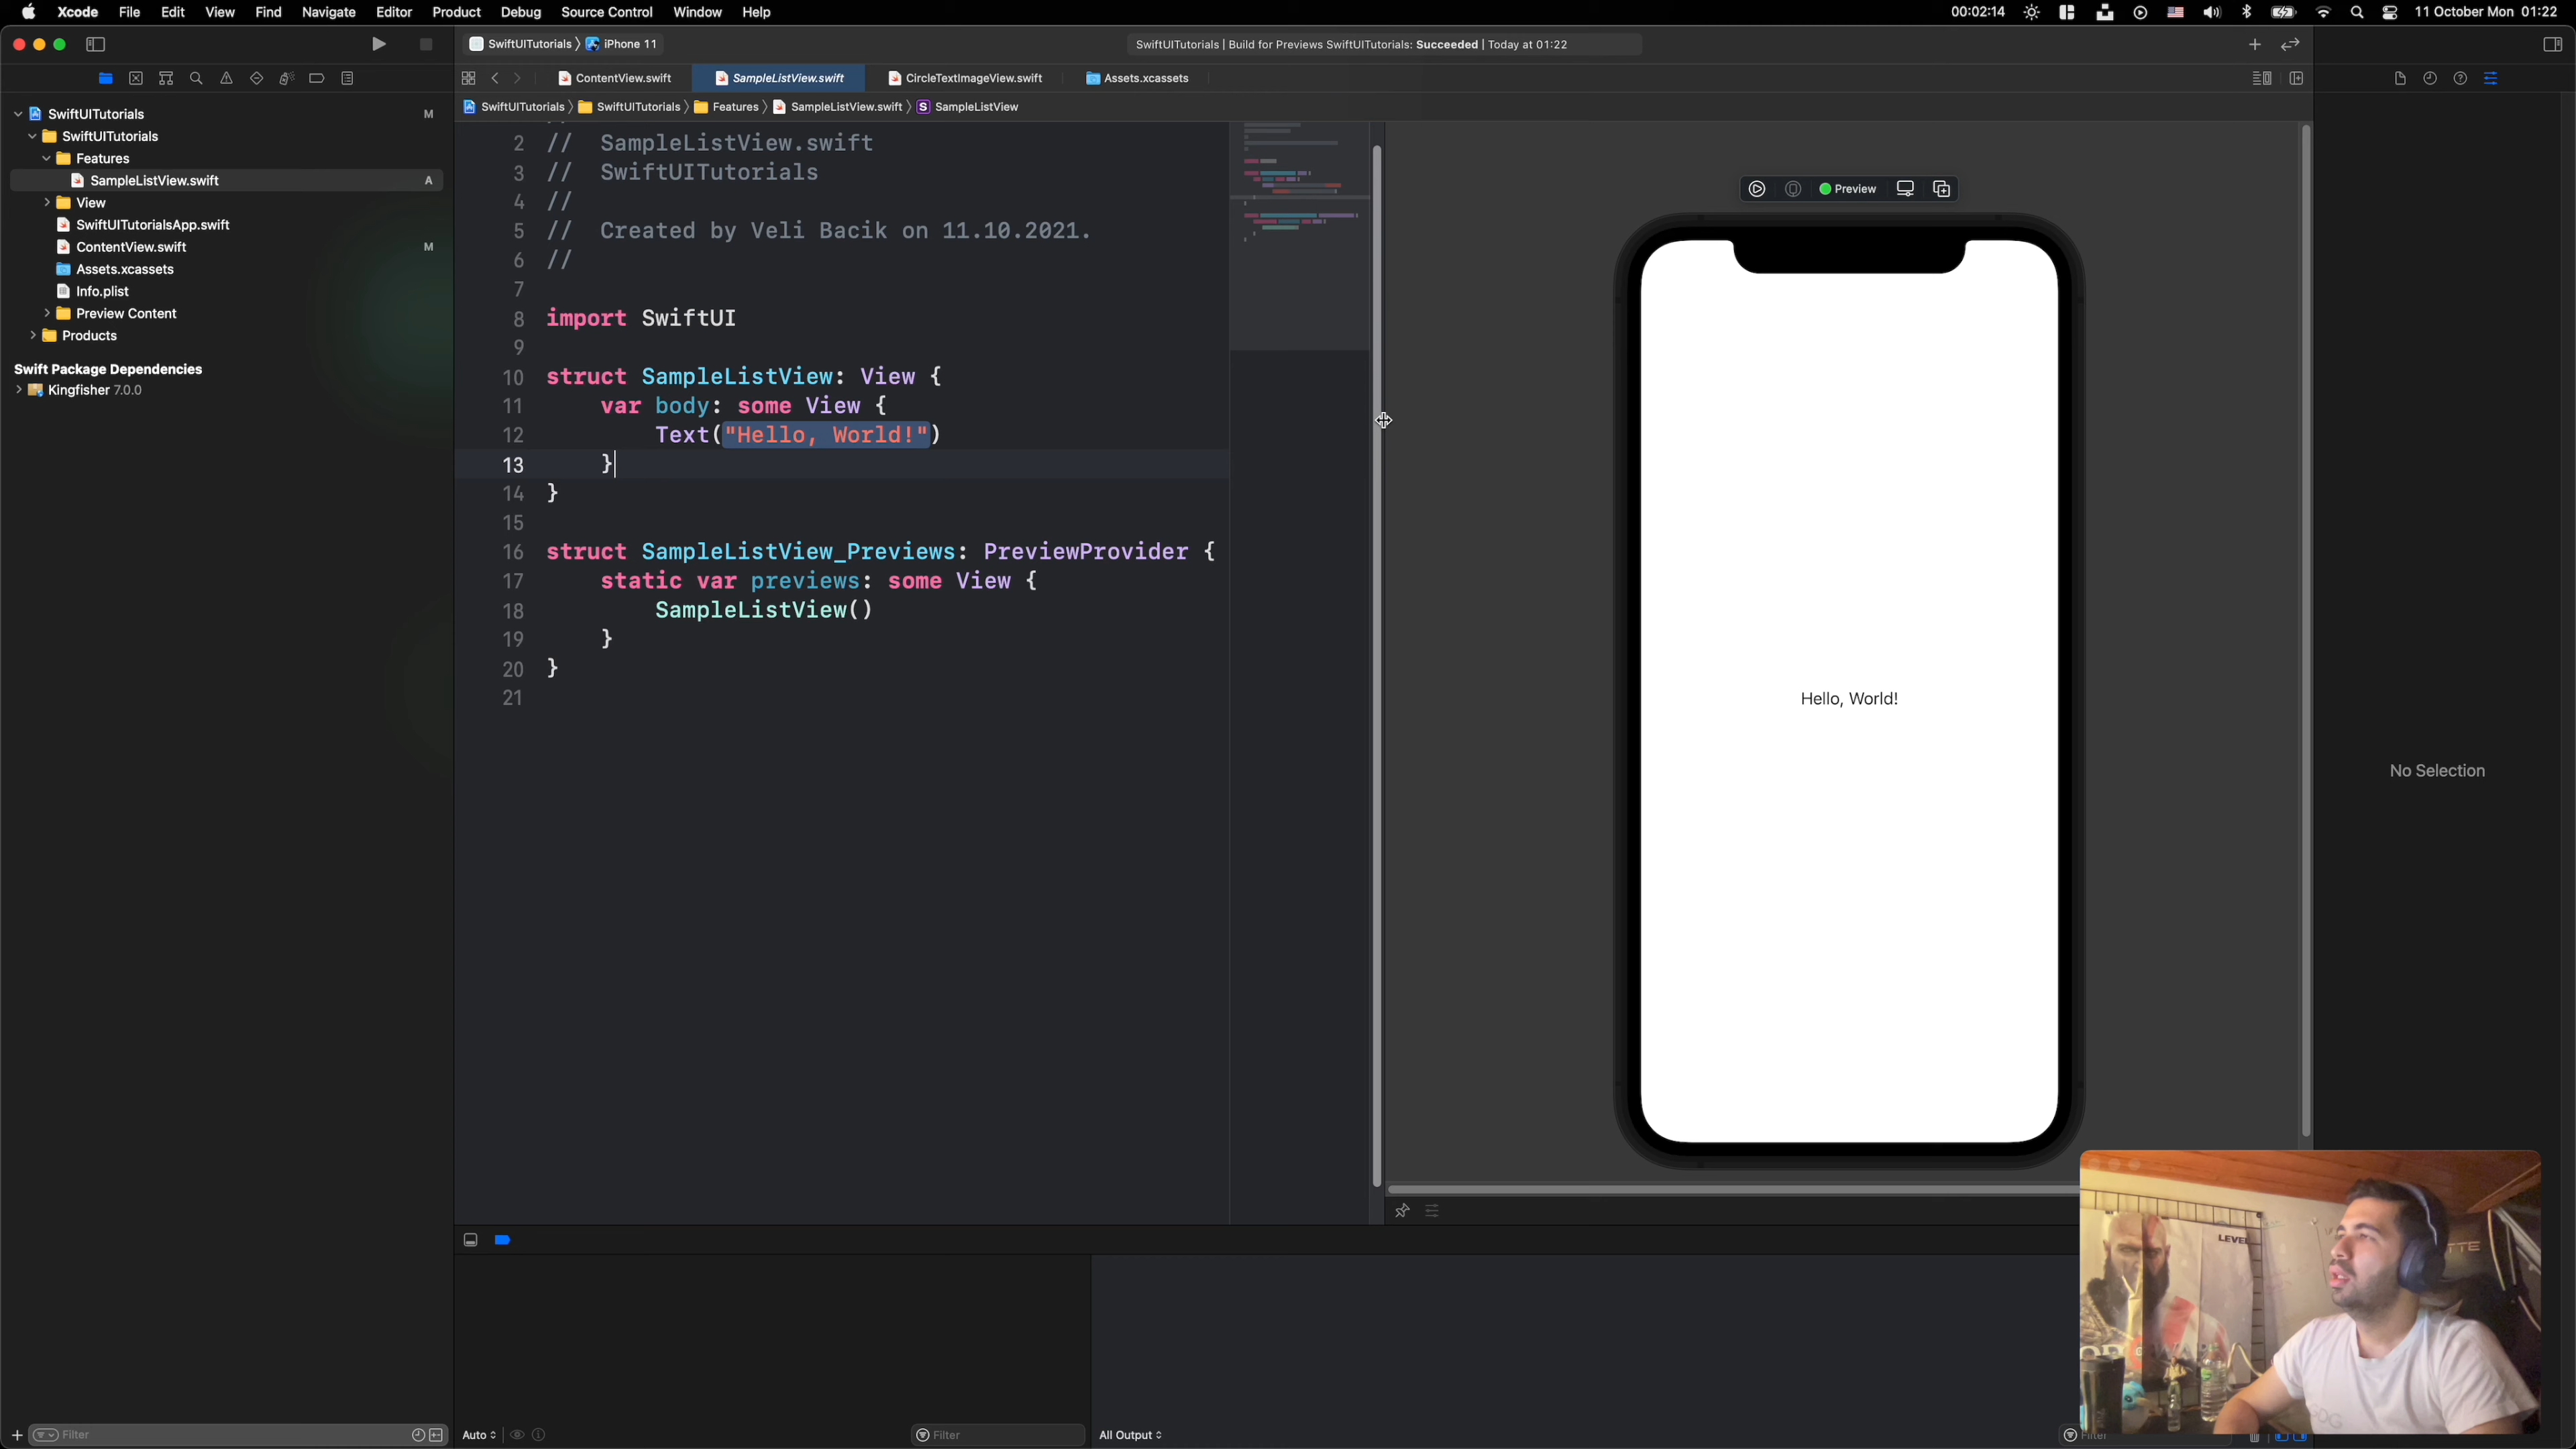 Xcode File Edit View Find Navigate Editor Product Debug Source Control Window Help 00:02:14 11 October Mon 01:22
SwiftUITutorials iPhone 11 SwiftUITutorials | Build for Previews SwiftUITutorials: Succeeded | Today at 01:22
ContentView.swift SampleListView.swift CircleTextImageView.swift Assets.xcassets
SwiftUITutorials SwiftUITutorials Features SampleListView.swift S SampleListView
SwiftUITutorials M
SwiftUITutorials
Features
SampleListView.swift A
View
SwiftUITutorialsApp.swift
ContentView.swift M
Assets.xcassets
Info.plist
Preview Content
Products
Swift Package Dependencies
Kingfisher 7.0.0
2 // SampleListView.swift
3 // SwiftUITutorials
4 //
5 // Created by Veli Bacik on 11.10.2021.
6 //
7
8 import SwiftUI
9
10 struct SampleListView: View {
11 var body: some View {
12 Text("Hello, World!")
13 }
14 }
15
16 struct SampleListView_Previews: PreviewProvider {
17 static var previews: some View {
18 SampleListView()
19 }
20 }
21
Preview
Hello, World!
No Selection
LEVEL
Filter
Auto
Filter
All Output
Filter